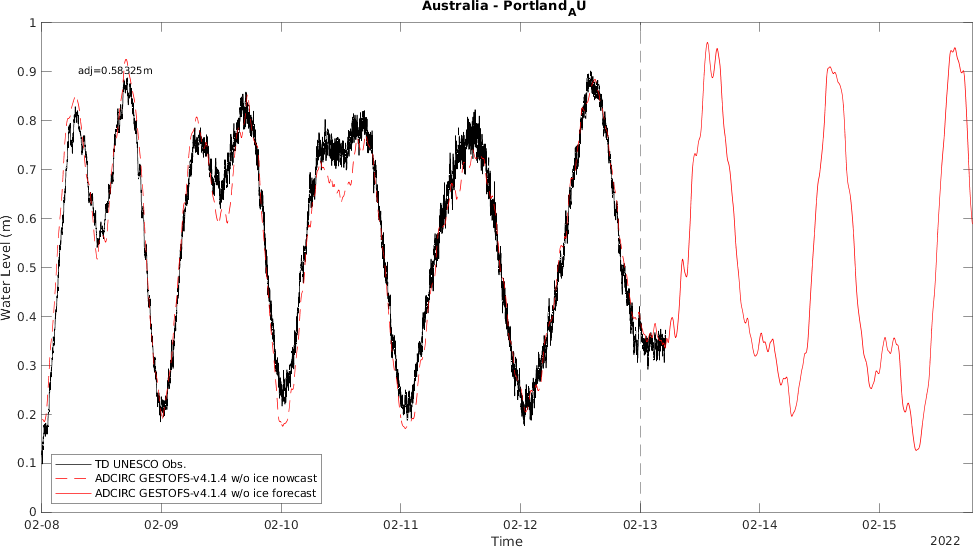 Australia - Portland_AU
1
0.9
0.8
0.7
0.6
0.5
0.4
0.3
0.2
0.1
0
Water Level (m)
adj=0.58325m
TD UNESCO Obs.
ADCIRC GESTOFS-v4.1.4 w/o ice nowcast
ADCIRC GESTOFS-v4.1.4 w/o ice forecast
02-08 02-09 02-10 02-11 02-12 02-13 02-14 02-15
Time
2022